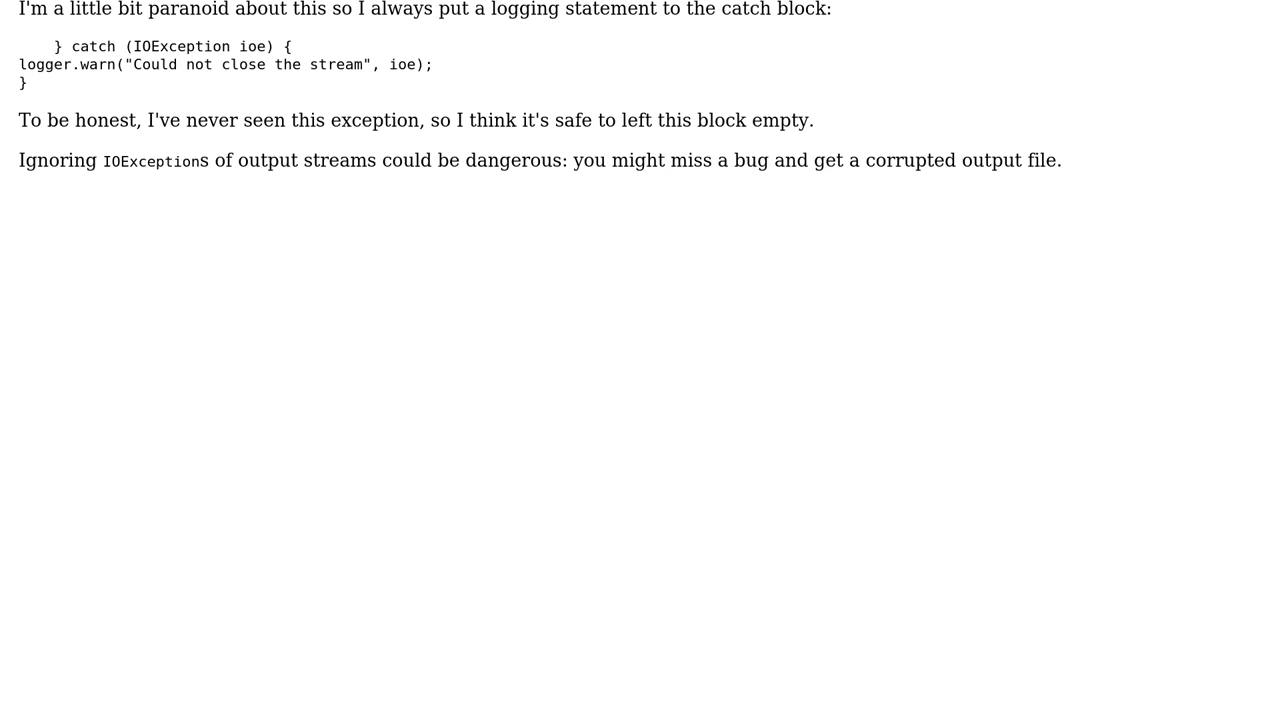 I'm a little bit paranoid about this so I always put a logging statement to the catch block:
    } catch (IOException ioe) {
logger.warn("Could not close the stream", ioe);
}
To be honest, I've never seen this exception, so I think it's safe to left this block empty.
Ignoring IOExceptions of output streams could be dangerous: you might miss a bug and get a corrupted output file.